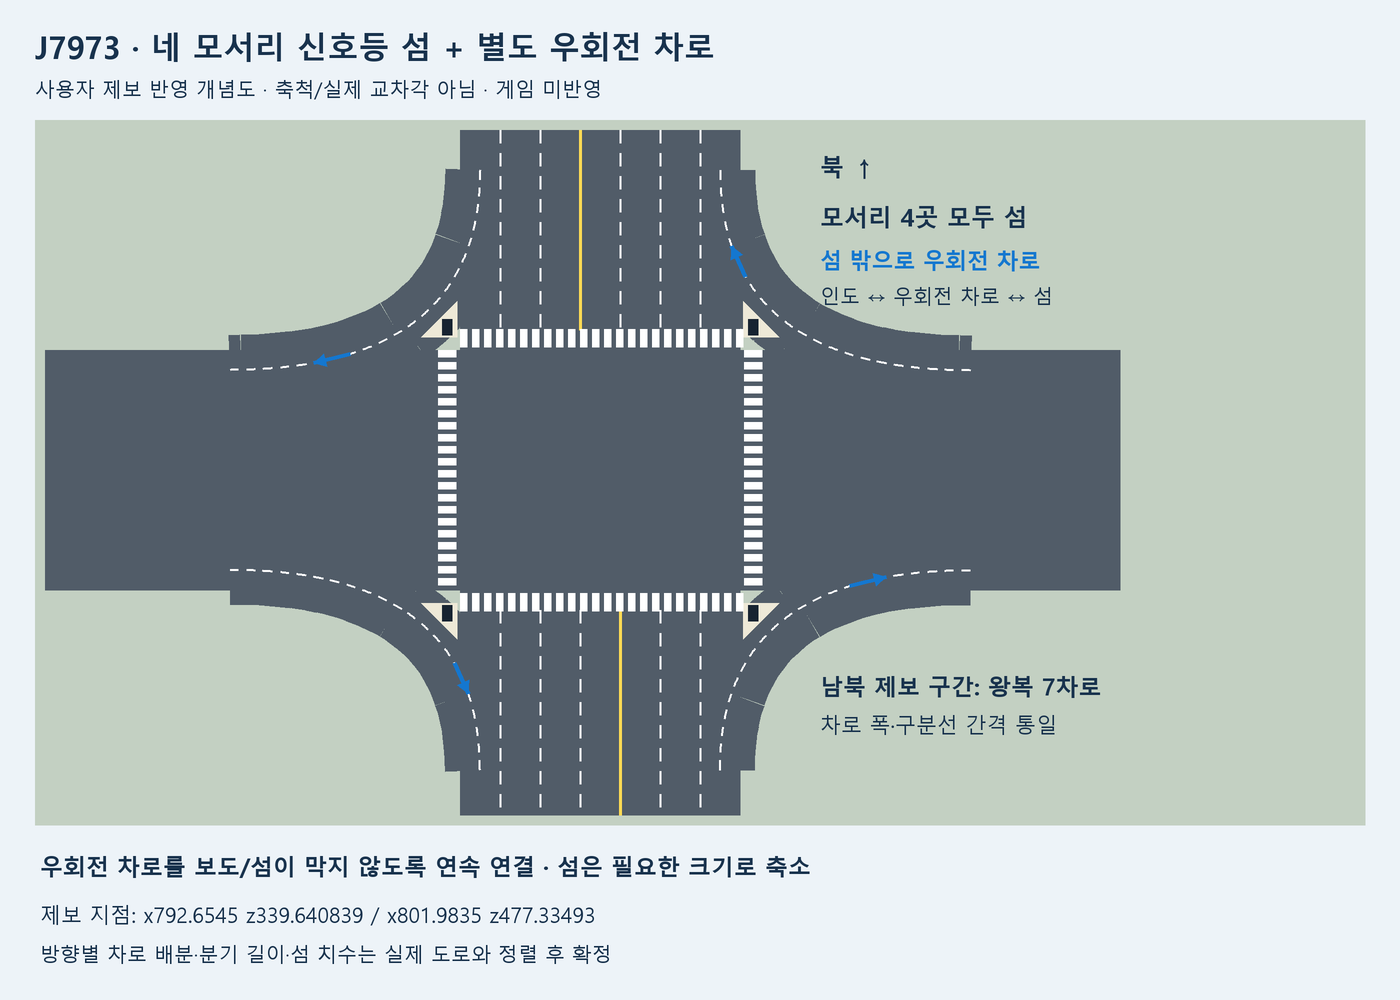 J7973 · 네 모서리 신호등 섬 + 별도 우회전 차로
사용자 제보 반영 개념도 · 축척/실제 교차각 아님 · 게임 미반영
북 ↑
모서리 4곳 모두 섬
섬 밖으로 우회전 차로
인도 ↔ 우회전 차로 ↔ 섬
남북 제보 구간: 왕복 7차로
차로 폭·구분선 간격 통일
우회전 차로를 보도/섬이 막지 않도록 연속 연결 · 섬은 필요한 크기로 축소
제보 지점: x792.6545 z339.640839 / x801.9835 z477.33493
방향별 차로 배분·분기 길이·섬 치수는 실제 도로와 정렬 후 확정